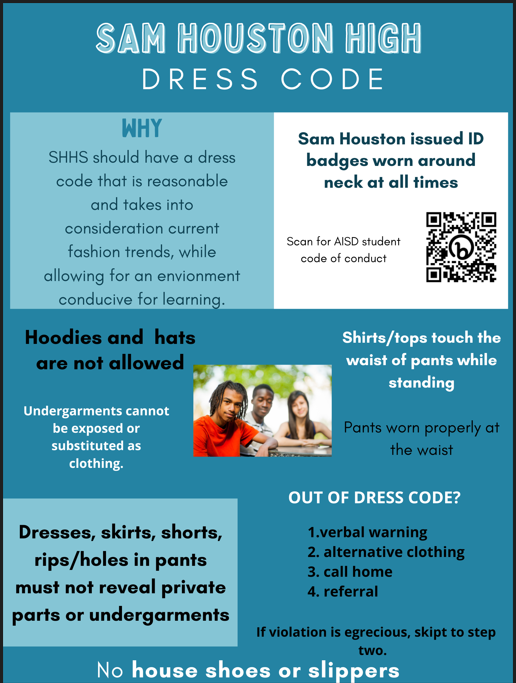 SAM HOUSTON HIGH
DRESS CODE
WHY
SHHS should have a dress
code that is reasonable
and takes into
consideration current
fashion trends, while
allowing for an envionment
conducive for learning.
Sam Houston issued ID
badges worn around
neck at all times
Scan for AISD student
code of conduct
Hoodies and hats
are not allowed
Undergarments cannot
be exposed or
substituted as
clothing.
Shirts/tops touch the
waist of pants while
standing
Pants worn properly at
the waist
Dresses, skirts, shorts,
rips/holes in pants
must not reveal private
parts or undergarments
OUT OF DRESS CODE?
1.verbal warning
2. alternative clothing
3. call home
4. referral
If violation is egrecious, skipt to step
two.
No house shoes or slippers